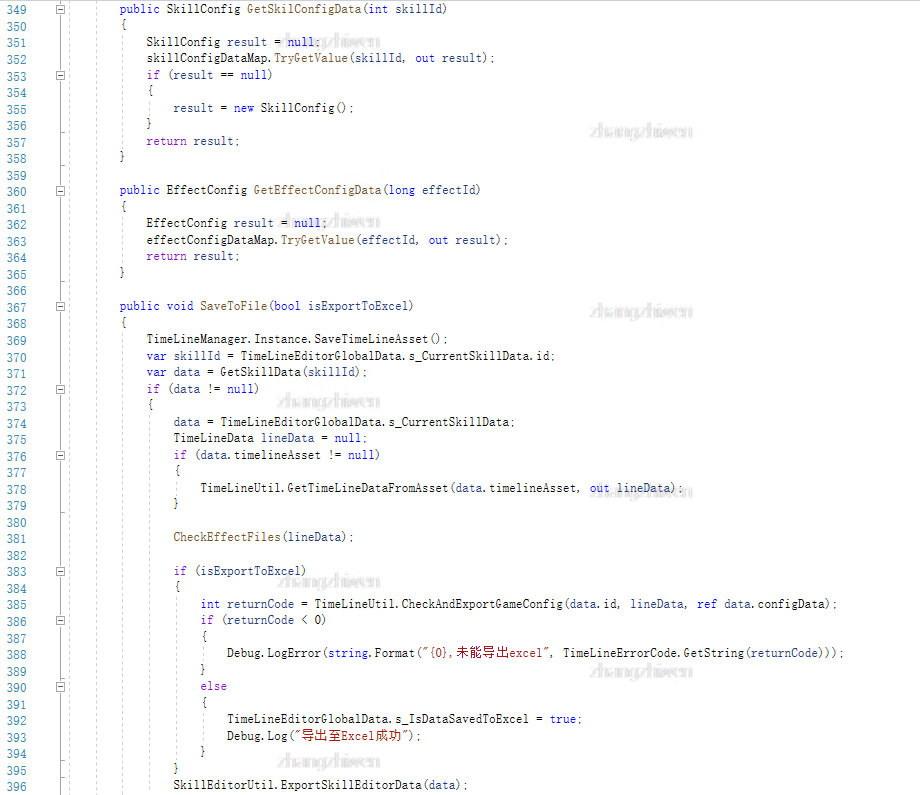 349 public SkillConfig GetSkilConfigData(int skillId)
350 {
351 SkillConfig result = null;
352 skillConfigDataMap.TryGetValue(skillId, out result);
353 if (result == null)
354 {
355 result = new SkillConfig();
356 }
357 return result;
358 }
359
360 public EffectConfig GetEffectConfigData(long effectId)
361 {
362 EffectConfig result = null;
363 effectConfigDataMap.TryGetValue(effectId, out result);
364 return result;
365 }
366
367 public void SaveToFile(bool isExportToExcel)
368 {
369 TimeLineManager.Instance.SaveTimeLineAsset();
370 var skillId = TimeLineEditorGlobalData.s_CurrentSkillData.id;
371 var data = GetSkillData(skillId);
372 if (data != null)
373 {
374 data = TimeLineEditorGlobalData.s_CurrentSkillData;
375 TimeLineData lineData = null;
376 if (data.timelineAsset != null)
377 {
378 TimeLineUtil.GetTimeLineDataFromAsset(data.timelineAsset, out lineData);
379 }
380
381 CheckEffectFiles(lineData);
382
383 if (isExportToExcel)
384 {
385 int returnCode = TimeLineUtil.CheckAndExportGameConfig(data.id, lineData, ref data.configData);
386 if (returnCode < 0)
387 {
388 Debug.LogError(string.Format("{0},未能导出excel", TimeLineErrorCode.GetString(returnCode)));
389 }
390 else
391 {
392 TimeLineEditorGlobalData.s_IsDataSavedToExcel = true;
393 Debug.Log("导出至Excel成功");
394 }
395 }
396 SkillEditorUtil.ExportSkillEditorData(data);
zhangzhiwen
zhangzhiwen
zhangzhiwen
zhangzhiwen
zhangzhiwen
zhangzhiwen
zhangzhiwen
zhangzhiwen
zhangzhiwen